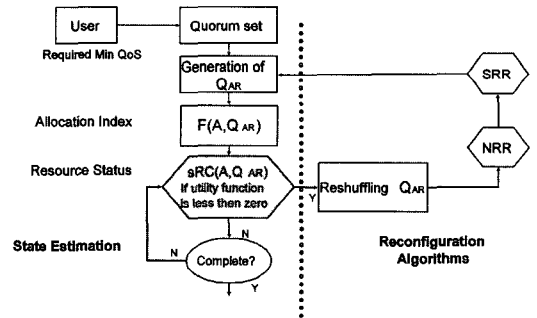 User
Quorum set
Required Min QoS
Generation of
QAR
SRR
Allocation Index
F(A,Q AR)
NRR
Resource Status
sRC(A,Q AR)
If utility function
is less then zero
Y
Reshuffling QAR
N
State Estimation
N
Complete?
Y
Reconfiguration
Algorithms